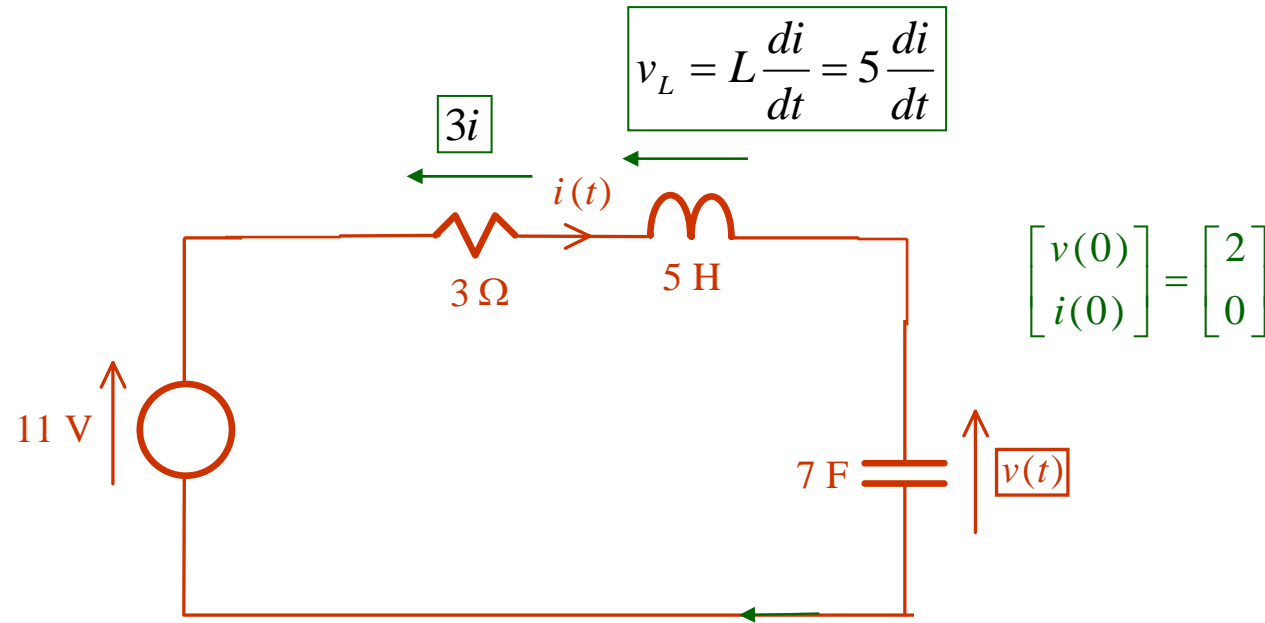 v_L = L di/dt = 5 di/dt
3i
i(t)
3 Ω
5 H
[v(0) i(0)] = [2 0]
11 V
7 F
v(t)